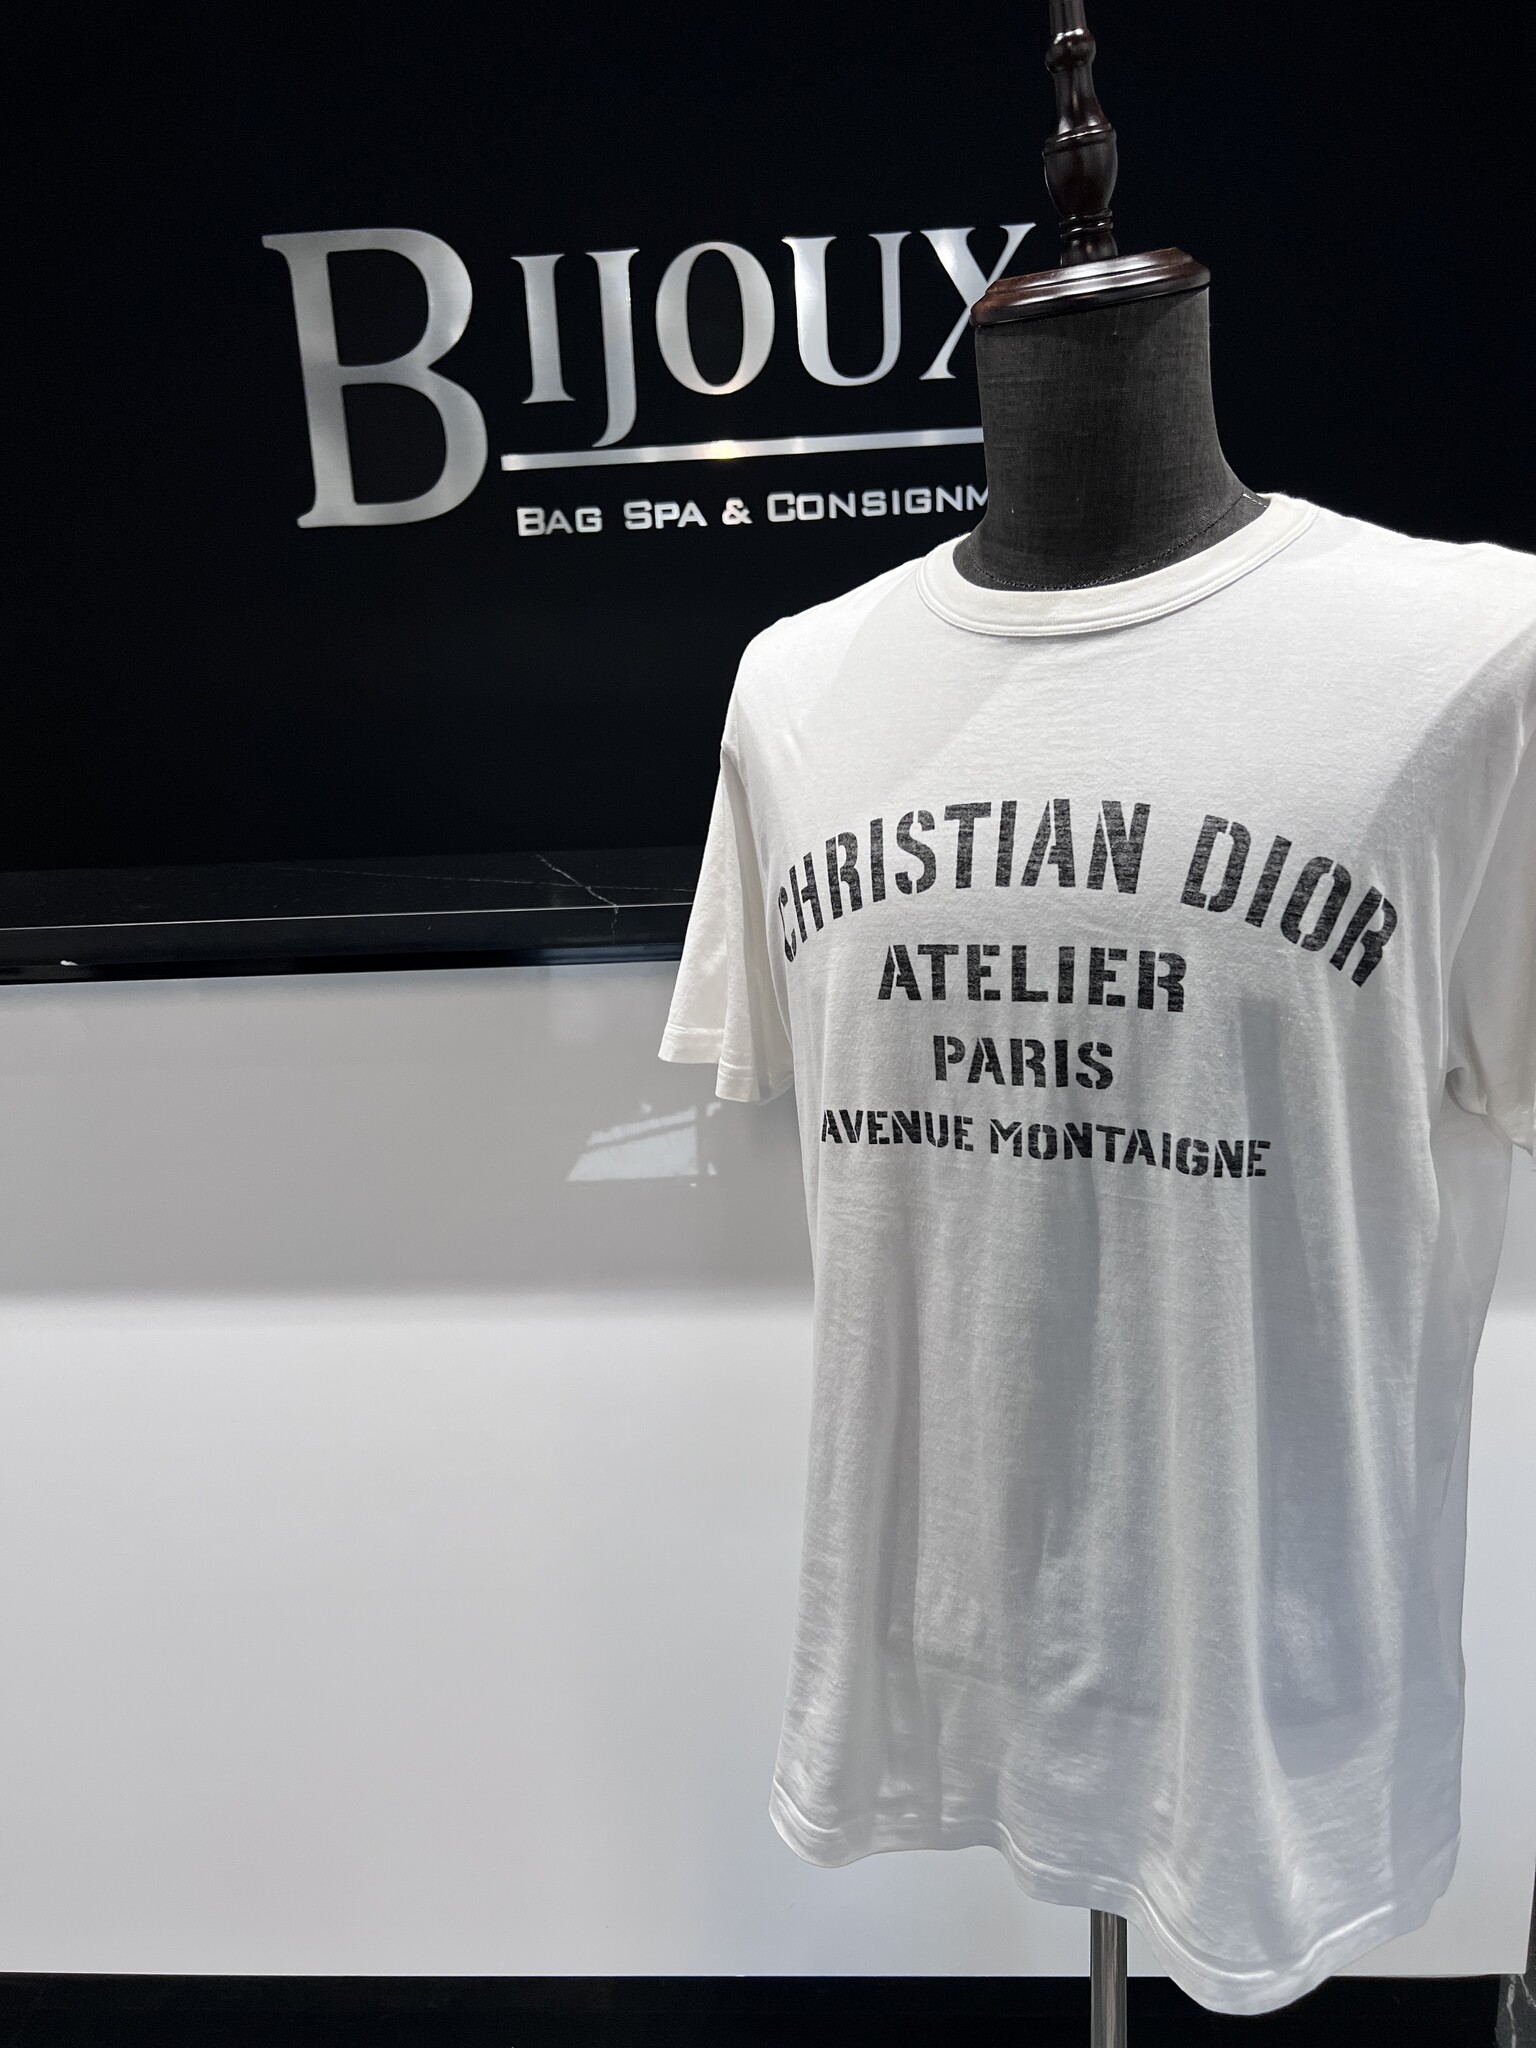 BIJOUX
BAG SPA & CONSIGNM
CHRISTIAN DIOR
ATELIER
PARIS
AVENUE MONTAIGNE